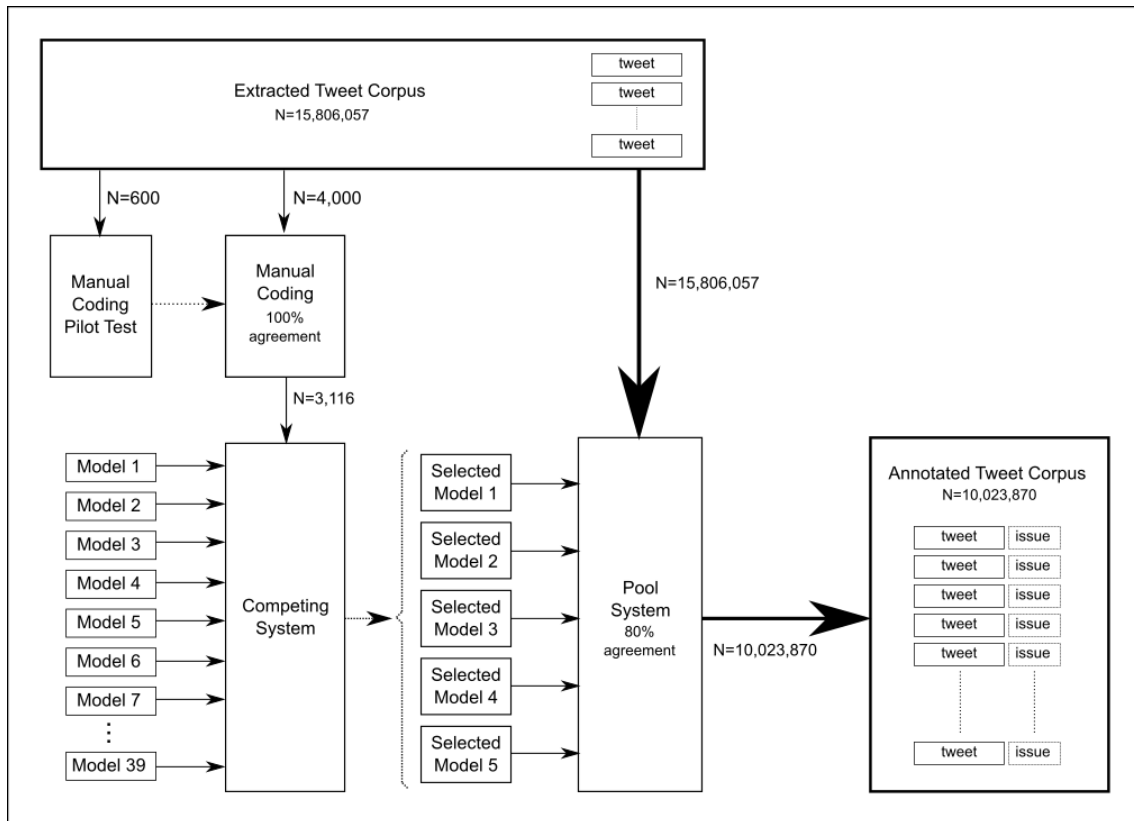 Extracted Tweet Corpus
N=15,806,057
tweet
tweet
tweet
N=600
N=4,000
Manual
Coding
Pilot Test
Manual
Coding
100%
agreement
N=15,806,057
N=3,116
Model 1
Model 2
Model 3
Model 4
Model 5
Model 6
Model 7
Model 39
Competing
System
Selected
Model 1
Selected
Model 2
Selected
Model 3
Selected
Model 4
Selected
Model 5
Pool
System
80%
agreement
N=10,023,870
Annotated Tweet Corpus
N=10,023,870
tweet issue
tweet issue
tweet issue
tweet issue
tweet issue
tweet issue